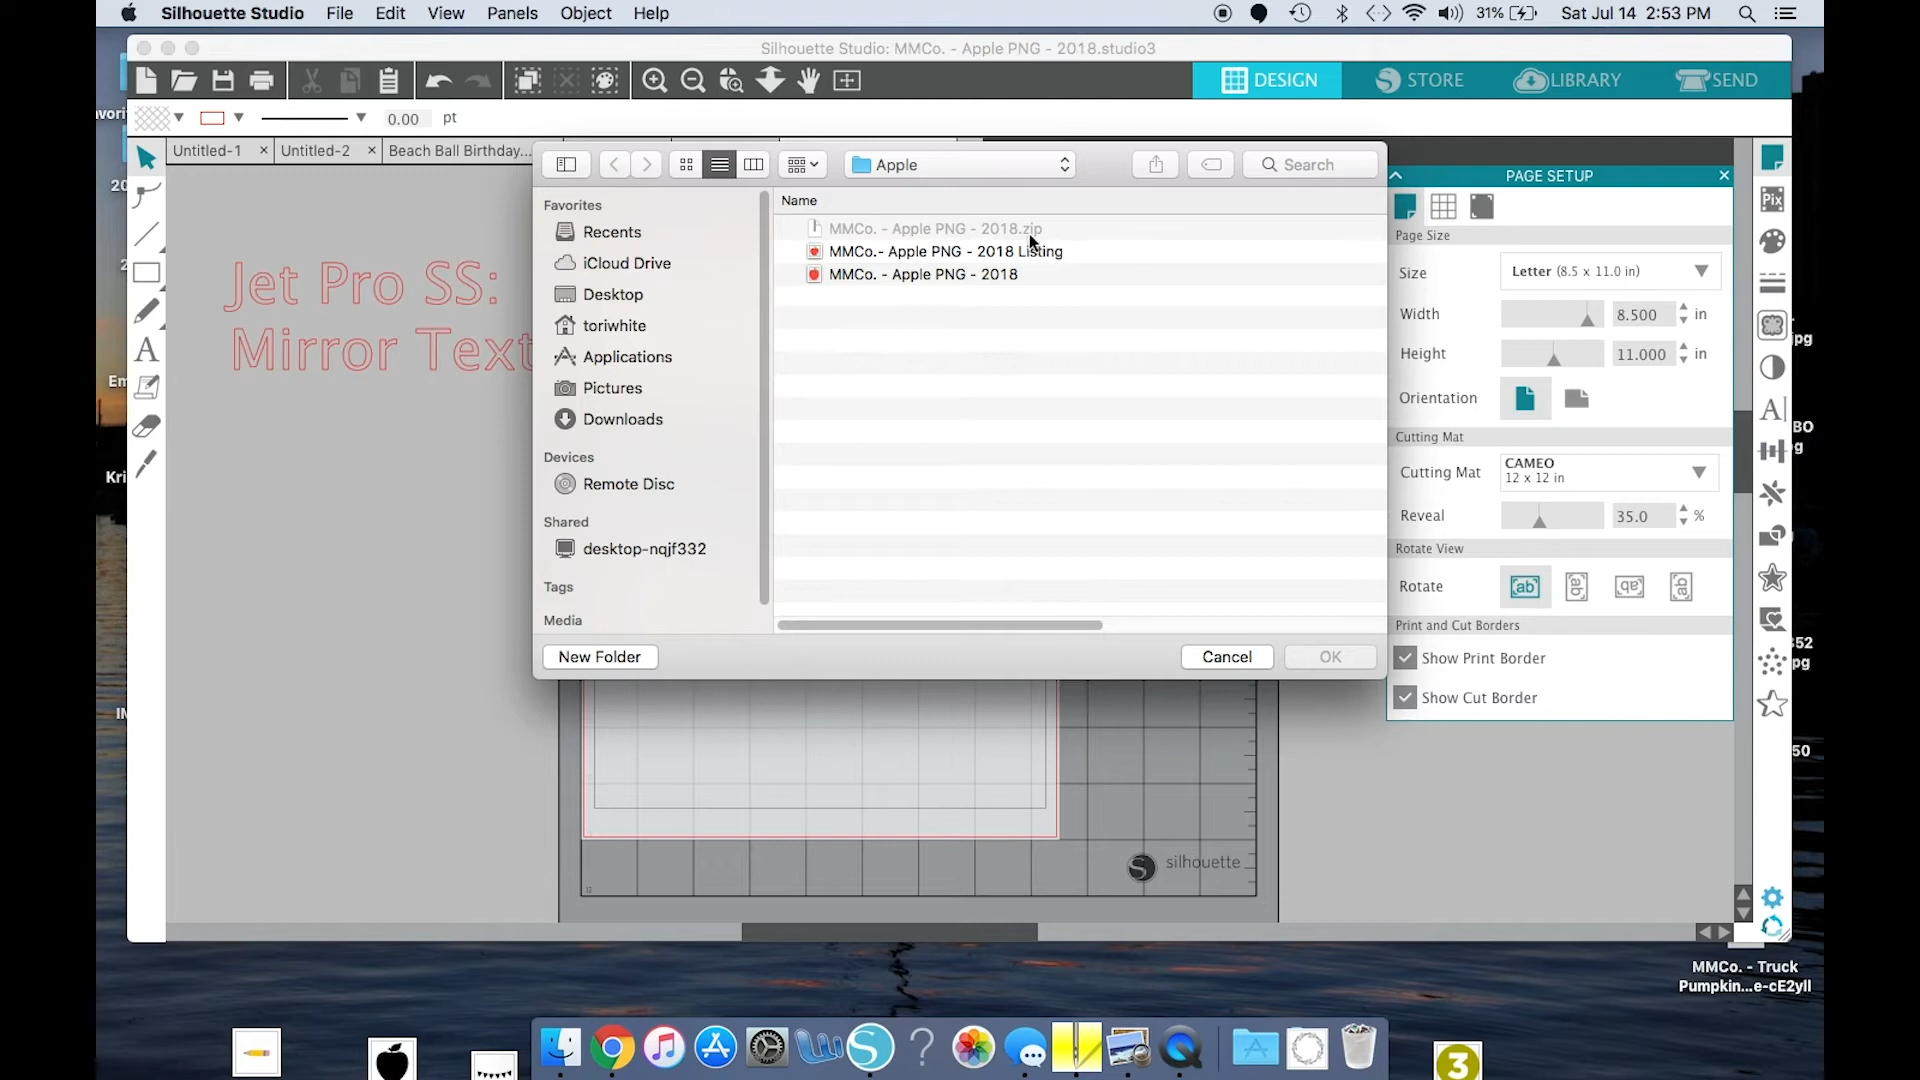 Silhouette Studio File Edit View Panels Object Help 31% Sat Jul 14 2:53 PM
Silhouette Studio: MMCo. - Apple PNG - 2018.studio3
DESIGN STORE LIBRARY SEND
0.00 pt
Untitled-1 Untitled-2 Beach Ball Birthday...
Apple
Search
PAGE SETUP
Pix
Jet Pro SS:
Mirror Text
Favorites
Recents
iCloud Drive
Desktop
toriwhite
Applications
Pictures
Downloads
Devices
Remote Disc
Shared
desktop-nqjf332
Tags
Media
Name
MMCo. - Apple PNG - 2018.zip
MMCo.- Apple PNG - 2018 Listing
MMCo. - Apple PNG - 2018
New Folder
Cancel
OK
Page Size
Size Letter (8.5 x 11.0 in)
Width 8.500 in
Height 11.000 in
Orientation
Cutting Mat
Cutting Mat CAMEO
12 x 12 in
Reveal 35.0 %
Rotate View
Rotate
Print and Cut Borders
Show Print Border
Show Cut Border
silhouette
12
MMCo. - Truck
Pumpkin...e-cE2yll
3